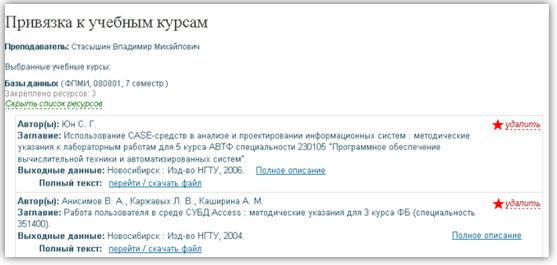 Привязка к учебным курсам
Преподаватель: Стасышин Владимир Михайлович
Выбранные учебные курсы:
Базы данных ( ФПМИ, 080801, 7 семестр )
Закреплено ресурсов: 3
Скрыть список ресурсов
Автор(ы): Юн С. Г. удалить
Заглавие: Использование CASE-средств в анализе и проектировании информационных систем : методические
указания к лабораторным работам для 5 курса АВТФ специальности 230105 "Программное обеспечение
вычислительной техники и автоматизированных систем".
Выходные данные: Новосибирск : Изд-во НГТУ, 2006. Полное описание
Полный текст: перейти / скачать файл
Автор(ы): Анисимов В. А., Каржавых Л. В., Каширина А. М. удалить
Заглавие: Работа пользователя в среде СУБД Access : методические указания для 3 курса ФБ (специальность
351400).
Выходные данные: Новосибирск : Изд-во НГТУ, 2004. Полное описание
Полный текст: перейти / скачать файл